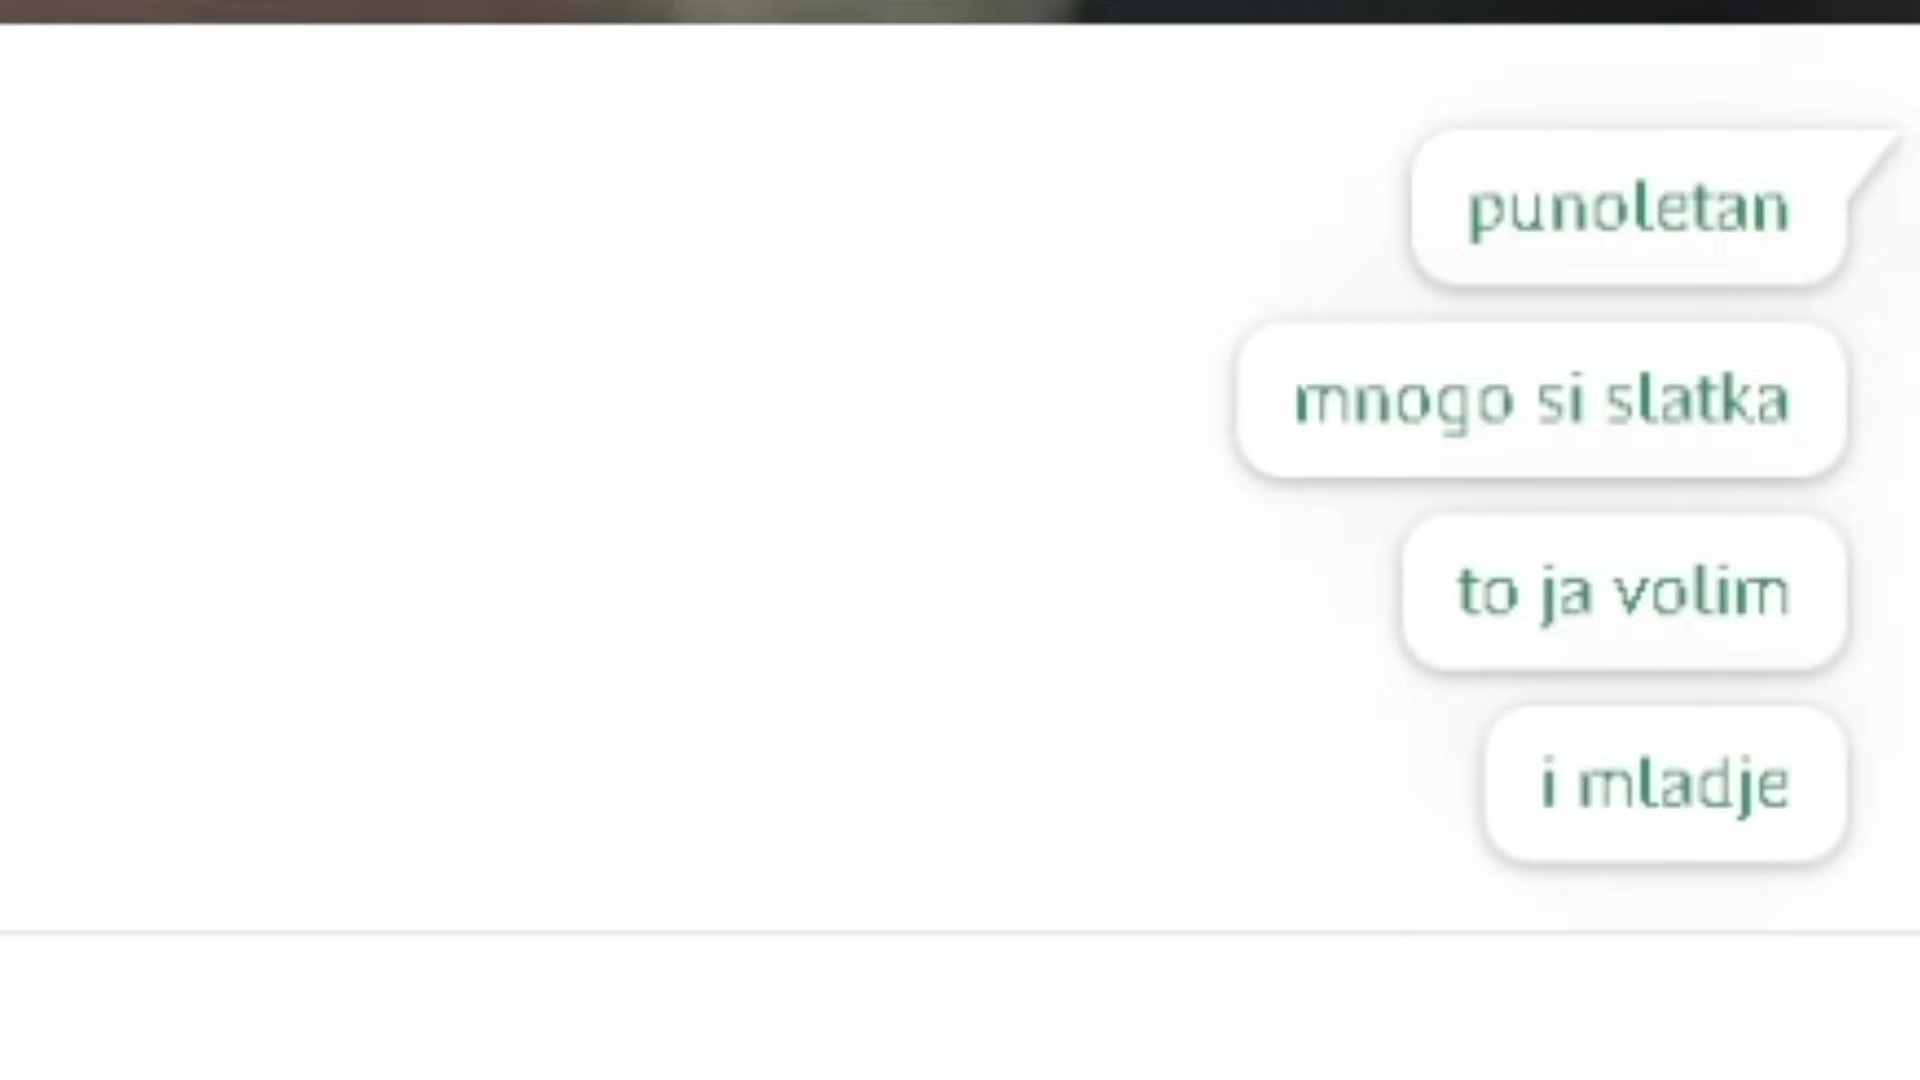 punoletan
mnogo si slatka
to ja volim
i mladje